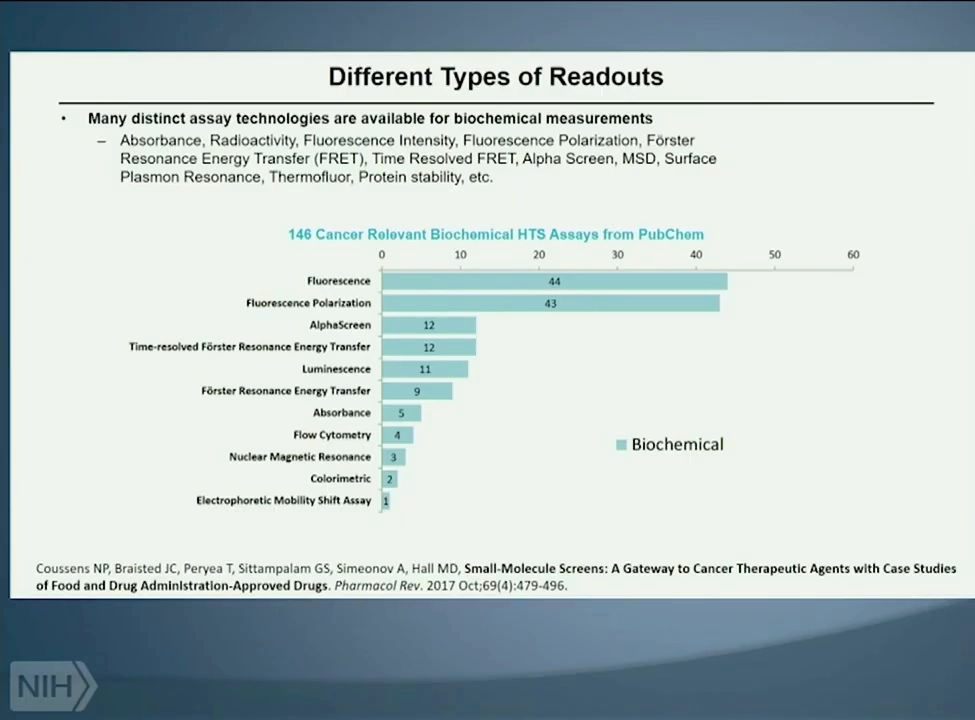 Different Types of Readouts
• Many distinct assay technologies are available for biochemical measurements
– Absorbance, Radioactivity, Fluorescence Intensity, Fluorescence Polarization, Förster
Resonance Energy Transfer (FRET), Time Resolved FRET, Alpha Screen, MSD, Surface
Plasmon Resonance, Thermofluor, Protein stability, etc.
146 Cancer Relevant Biochemical HTS Assays from PubChem
0 10 20 30 40 50 60
Fluorescence 44
Fluorescence Polarization 43
AlphaScreen 12
Time-resolved Förster Resonance Energy Transfer 12
Luminescence 11
Förster Resonance Energy Transfer 9
Absorbance 5
Flow Cytometry 4
Biochemical
Nuclear Magnetic Resonance 3
Colorimetric 2
Electrophoretic Mobility Shift Assay 1
Coussens NP, Braisted JC, Peryea T, Sittampalam GS, Simeonov A, Hall MD, Small-Molecule Screens: A Gateway to Cancer Therapeutic Agents with Case Studies
of Food and Drug Administration-Approved Drugs. Pharmacol Rev. 2017 Oct;69(4):479-496.
NIH